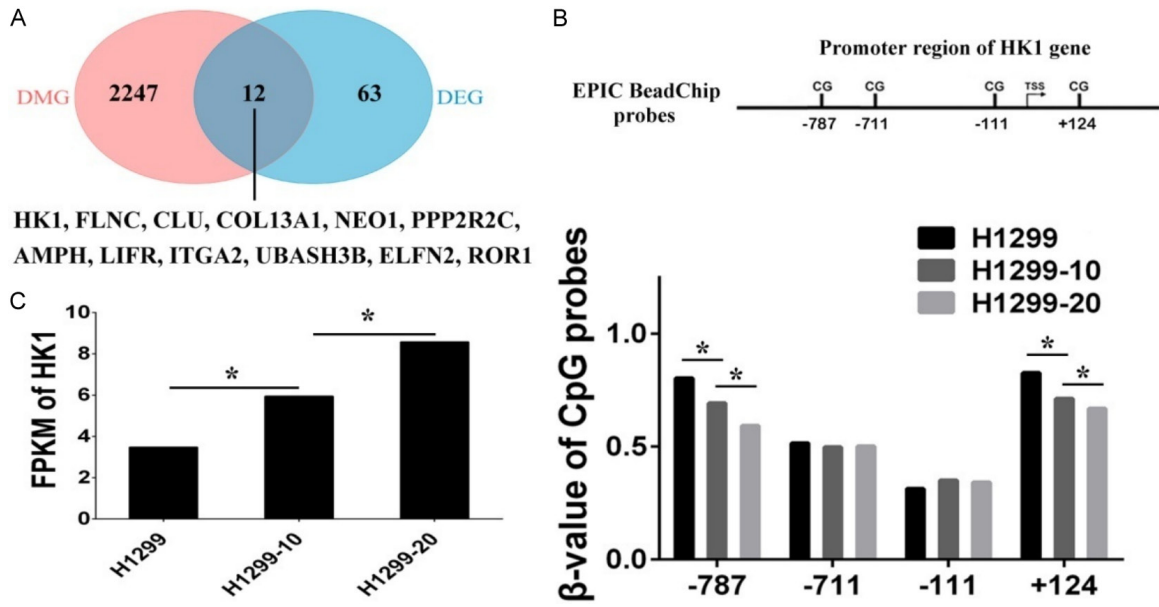 A
DMG
2247
12
63
DEG
HK1, FLNC, CLU, COL13A1, NEO1, PPP2R2C,
AMPH, LIFR, ITGA2, UBASH3B, ELFN2, ROR1
B
Promoter region of HK1 gene
EPIC BeadChip
probes
CG CG CG TSS CG
-787 -711 -111 +124
H1299
H1299-10
H1299-20
β-value of CpG probes
1.0
0.5
0.0
* * * *
-787 -711 -111 +124
C
FPKM of HK1
10
8
6
4
2
0
* *
H1299 H1299-10 H1299-20